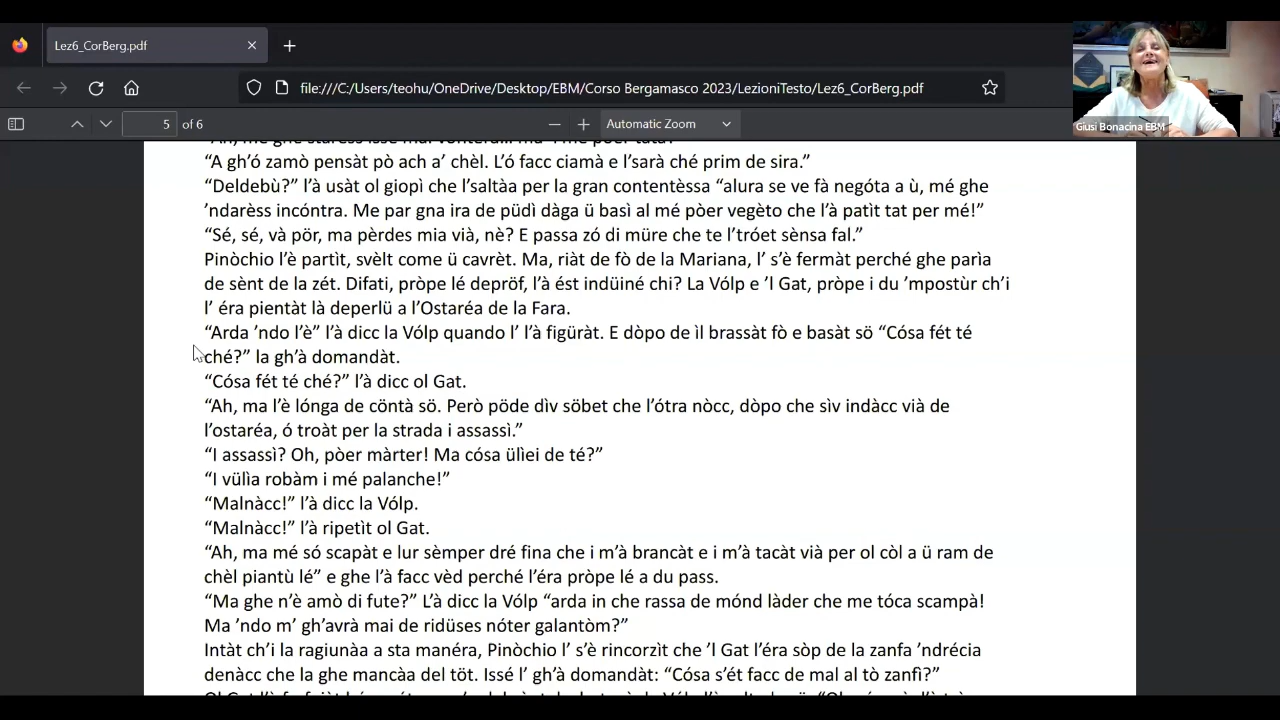 Lez6_CorBerg.pdf
file:///C:/Users/teohu/OneDrive/Desktop/EBM/Corso Bergamasco 2023/LezioniTesto/Lez6_CorBerg.pdf
Giusi Bonacina EBM
5 of 6
Automatic Zoom
“A gh’ó zamò pensàt pò ach a’ chèl. L’ó facc ciamà e l’sarà ché prim de sira.”
“Deldebù?” l’à usàt ol giopì che l’saltàa per la gran contentèssa “alura se ve fà negóta a ù, mé ghe
’ndarèss incóntra. Me par gna ira de püdì dàga ü basì al mé pòer vegèto che l’à patìt tat per mé!”
“Sé, sé, và pör, ma pèrdes mia vià, nè? E passa zó di müre che te l’tróet sènsa fal.”
Pinòchio l’è partìt, svèlt come ü cavrèt. Ma, riàt de fò de la Mariana, l’ s’è fermàt perché ghe parìa
de sènt de la zét. Difati, pròpe lé depröf, l’à ést indüiné chi? La Vólp e ’l Gat, pròpe i du ’mpostùr ch’i
l’ éra pientàt là deperlü a l’Ostaréa de la Fara.
“Arda ’ndo l’è” l’à dicc la Vólp quando l’ l’à figüràt. E dòpo de ìl brassàt fò e basàt sö “Cósa fét té
ché?” la gh’à domandàt.
“Cósa fét té ché?” l’à dicc ol Gat.
“Ah, ma l’è lónga de cöntà sö. Però pöde dìv söbet che l’ótra nòcc, dòpo che sìv indàcc vià de
l’ostaréa, ó troàt per la strada i assassì.”
“I assassì? Oh, pòer màrter! Ma cósa ülìei de té?”
“I vülìa robàm i mé palanche!”
“Malnàcc!” l’à dicc la Vólp.
“Malnàcc!” l’à ripetìt ol Gat.
“Ah, ma mé só scapàt e lur sèmper dré fina che i m’à brancàt e i m’à tacàt vià per ol còl a ü ram de
chèl piantù lé” e ghe l’à facc vèd perché l’éra pròpe lé a du pass.
“Ma ghe n’è amò di fute?” L’à dicc la Vólp “arda in che rassa de mónd làder che me tóca scampà!
Ma ’ndo m’ gh’avrà mai de ridüses nóter galantòm?”
Intàt ch’i la ragiunàa a sta manéra, Pinòchio l’ s’è rincorzìt che ’l Gat l’éra sòp de la zanfa ’ndrécia
denàcc che la ghe mancàa del töt. Issé l’ gh’à domandàt: “Cósa s’ét facc de mal al tò zanfì?”